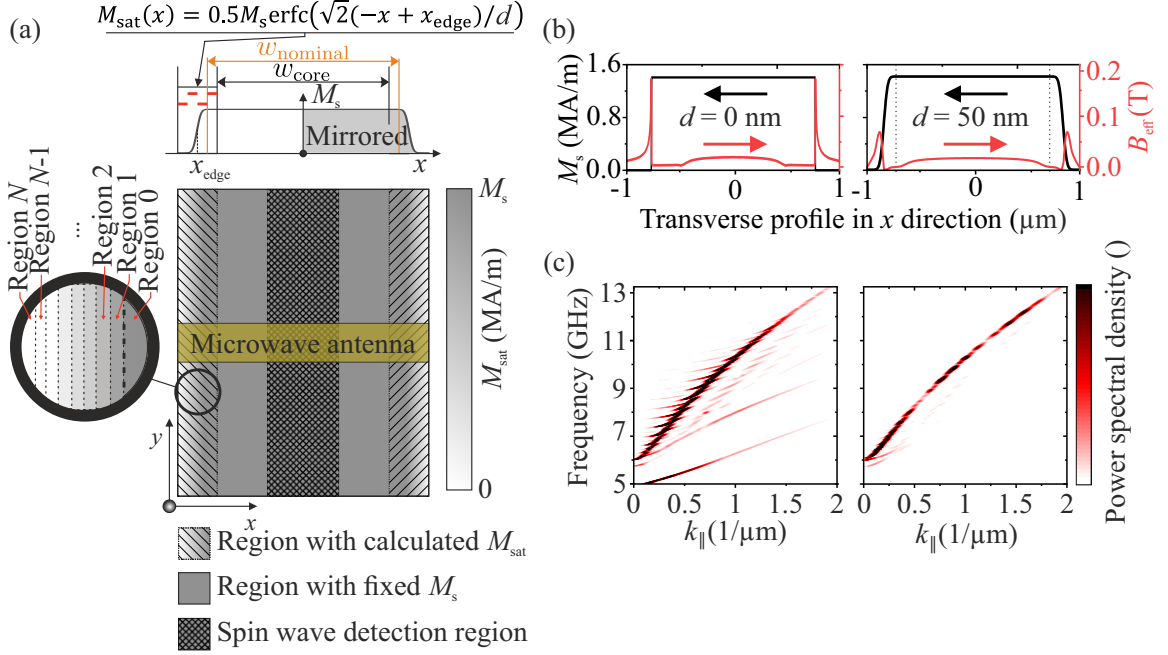 (a)
M_sat(x) = 0.5M_s erfc(√2(-x + x_edge)/d)
w_nominal
w_core
M_s
Mirrored
x_edge
x
Region N
Region N-1
...
Region 2
Region 1
Region 0
Microwave antenna
y
x
M_s
M_sat (MA/m)
0
Region with calculated M_sat
Region with fixed M_s
Spin wave detection region
(b)
M_s (MA/m)
1.6
0.8
0.0
d = 0 nm
-1
0
1
d = 50 nm
-1
0
1
0.2
0.1
0.0
B_eff (T)
Transverse profile in x direction (µm)
(c)
Frequency (GHz)
13
11
9
7
6
5
0
0.5
1
1.5
2
k_∥(1/µm)
0
0.5
1
1.5
2
k_∥(1/µm)
Power spectral density ()